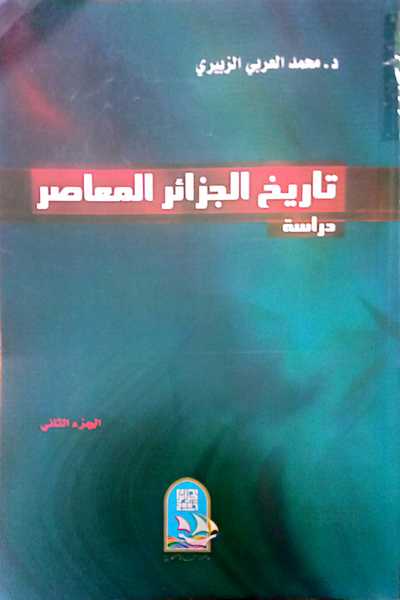 د. محمد العربي الزبيري
تاريخ الجزائر المعاصر
دراسة
الجزء الثاني